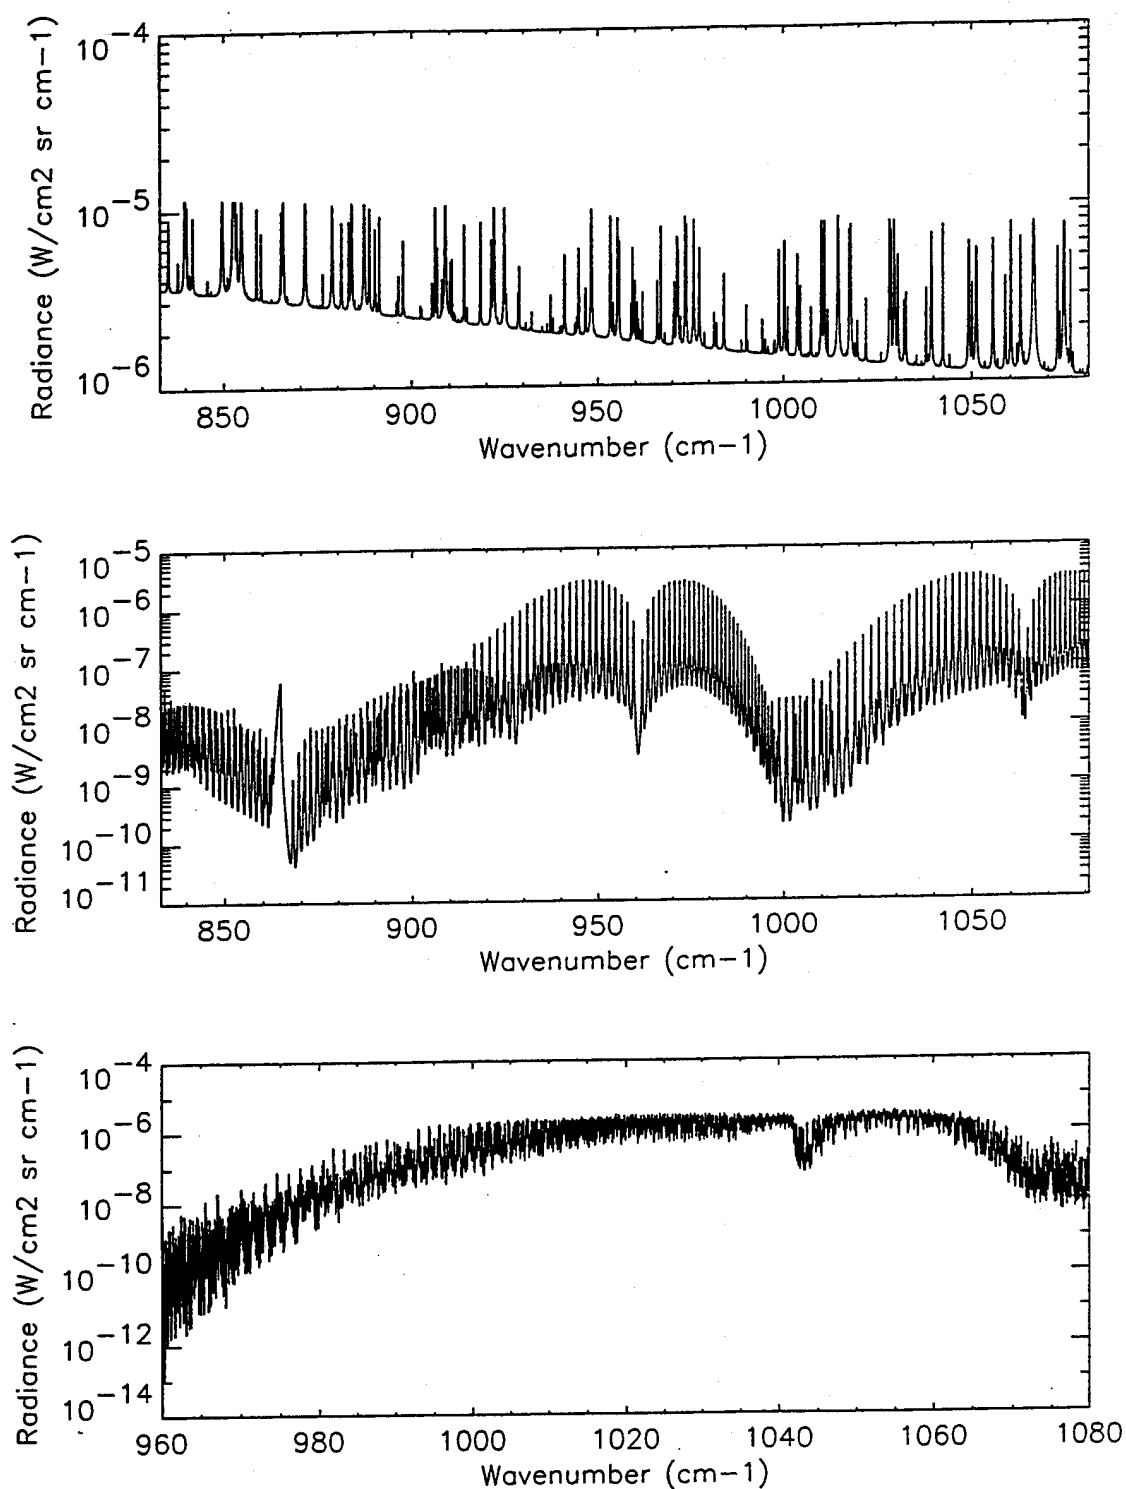 Radiance (W/cm2 sr cm-1)
10-4
10-5
10-6
850 900 950 1000 1050
Wavenumber (cm-1)
Radiance (W/cm2 sr cm-1)
10-5
10-6
10-7
10-8
10-9
10-10
10-11
850 900 950 1000 1050
Wavenumber (cm-1)
Radiance (W/cm2 sr cm-1)
10-4
10-6
10-8
10-10
10-12
10-14
960 980 1000 1020 1040 1060 1080
Wavenumber (cm-1)